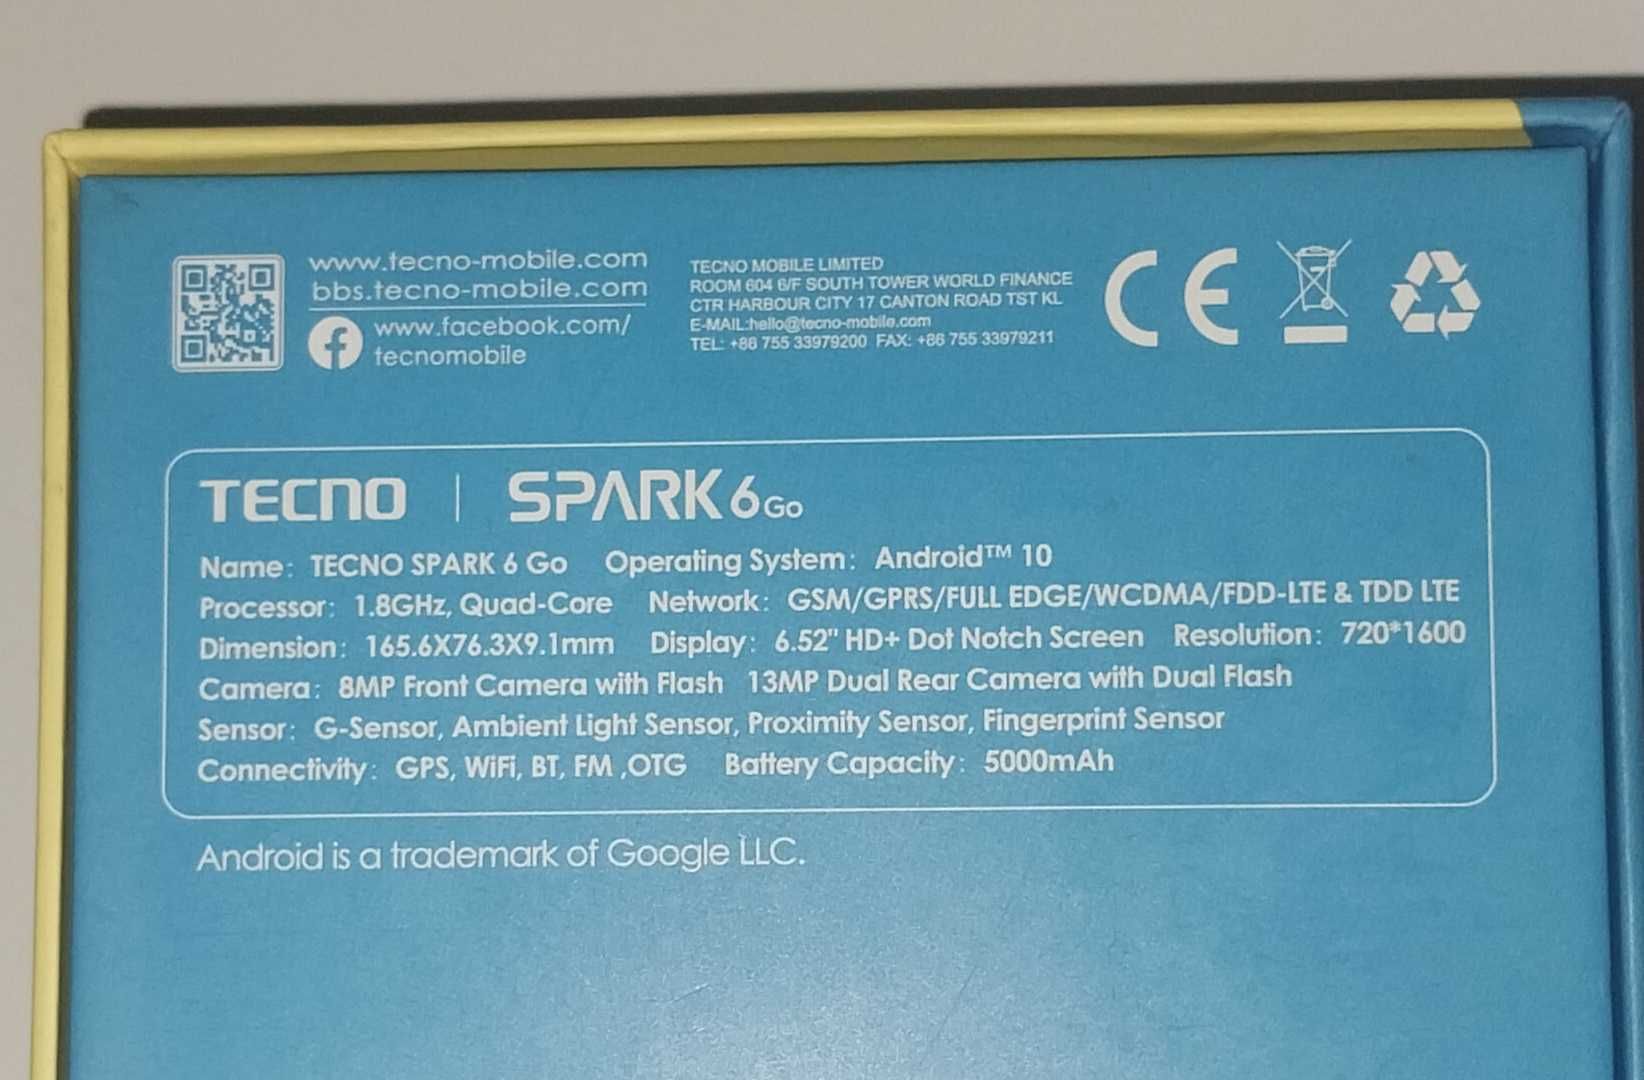 www.tecno-mobile.com
bbs.tecno-mobile.com
www.facebook.com/
tecnomobile
TECNO MOBILE LIMITED
ROOM 604 6/F SOUTH TOWER WORLD FINANCE
CTR HARBOUR CITY 17 CANTON ROAD TST KL
E-MAIL:hello@tecno-mobile.com
TEL: +86 755 33979200 FAX: +86 755 33979211
CE
TECNO | SPARK 6 Go
Name: TECNO SPARK 6 Go Operating System: Android™ 10
Processor: 1.8GHz, Quad-Core Network: GSM/GPRS/FULL EDGE/WCDMA/FDD-LTE & TDD LTE
Dimension: 165.6X76.3X9.1mm Display: 6.52" HD+ Dot Notch Screen Resolution: 720*1600
Camera: 8MP Front Camera with Flash 13MP Dual Rear Camera with Dual Flash
Sensor: G-Sensor, Ambient Light Sensor, Proximity Sensor, Fingerprint Sensor
Connectivity: GPS, WiFi, BT, FM ,OTG Battery Capacity: 5000mAh
Android is a trademark of Google LLC.